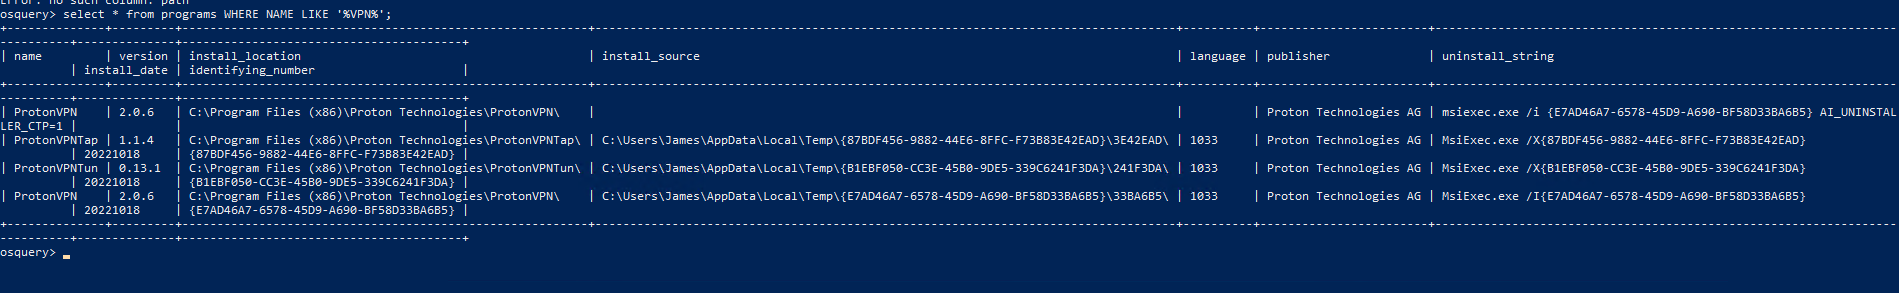 Error: no such column: path
osquery> select * from programs WHERE NAME LIKE '%VPN%';
+---------------+---------+----------------------------------------------------------+-----------------------------------------------------------------------------------+----------+------------------------+-----------------------------------------------------------------
----------+--------------+----------------------------------------+
| name          | version | install_location                                         | install_source                                                                    | language | publisher              | uninstall_string
          | install_date | identifying_number                     |
+---------------+---------+----------------------------------------------------------+-----------------------------------------------------------------------------------+----------+------------------------+-----------------------------------------------------------------
----------+--------------+----------------------------------------+
| ProtonVPN     | 2.0.6   | C:\Program Files (x86)\Proton Technologies\ProtonVPN\    |                                                                                   |          | Proton Technologies AG | msiexec.exe /i {E7AD46A7-6578-45D9-A690-BF58D33BA6B5} AI_UNINSTAL
LER_CTP=1 |              |                                        |
| ProtonVPNTap  | 1.1.4   | C:\Program Files (x86)\Proton Technologies\ProtonVPNTap\ | C:\Users\James\AppData\Local\Temp\{87BDF456-9882-44E6-8FFC-F73B83E42EAD}\3E42EAD\ | 1033     | Proton Technologies AG | MsiExec.exe /X{87BDF456-9882-44E6-8FFC-F73B83E42EAD}
          | 20221018     | {87BDF456-9882-44E6-8FFC-F73B83E42EAD} |
| ProtonVPNTun  | 0.13.1  | C:\Program Files (x86)\Proton Technologies\ProtonVPNTun\ | C:\Users\James\AppData\Local\Temp\{B1EBF050-CC3E-45B0-9DE5-339C6241F3DA}\241F3DA\ | 1033     | Proton Technologies AG | MsiExec.exe /X{B1EBF050-CC3E-45B0-9DE5-339C6241F3DA}
          | 20221018     | {B1EBF050-CC3E-45B0-9DE5-339C6241F3DA} |
| ProtonVPN     | 2.0.6   | C:\Program Files (x86)\Proton Technologies\ProtonVPN\    | C:\Users\James\AppData\Local\Temp\{E7AD46A7-6578-45D9-A690-BF58D33BA6B5}\33BA6B5\ | 1033     | Proton Technologies AG | MsiExec.exe /I{E7AD46A7-6578-45D9-A690-BF58D33BA6B5}
          | 20221018     | {E7AD46A7-6578-45D9-A690-BF58D33BA6B5} |
+---------------+---------+----------------------------------------------------------+-----------------------------------------------------------------------------------+----------+------------------------+-----------------------------------------------------------------
----------+--------------+----------------------------------------+
osquery>